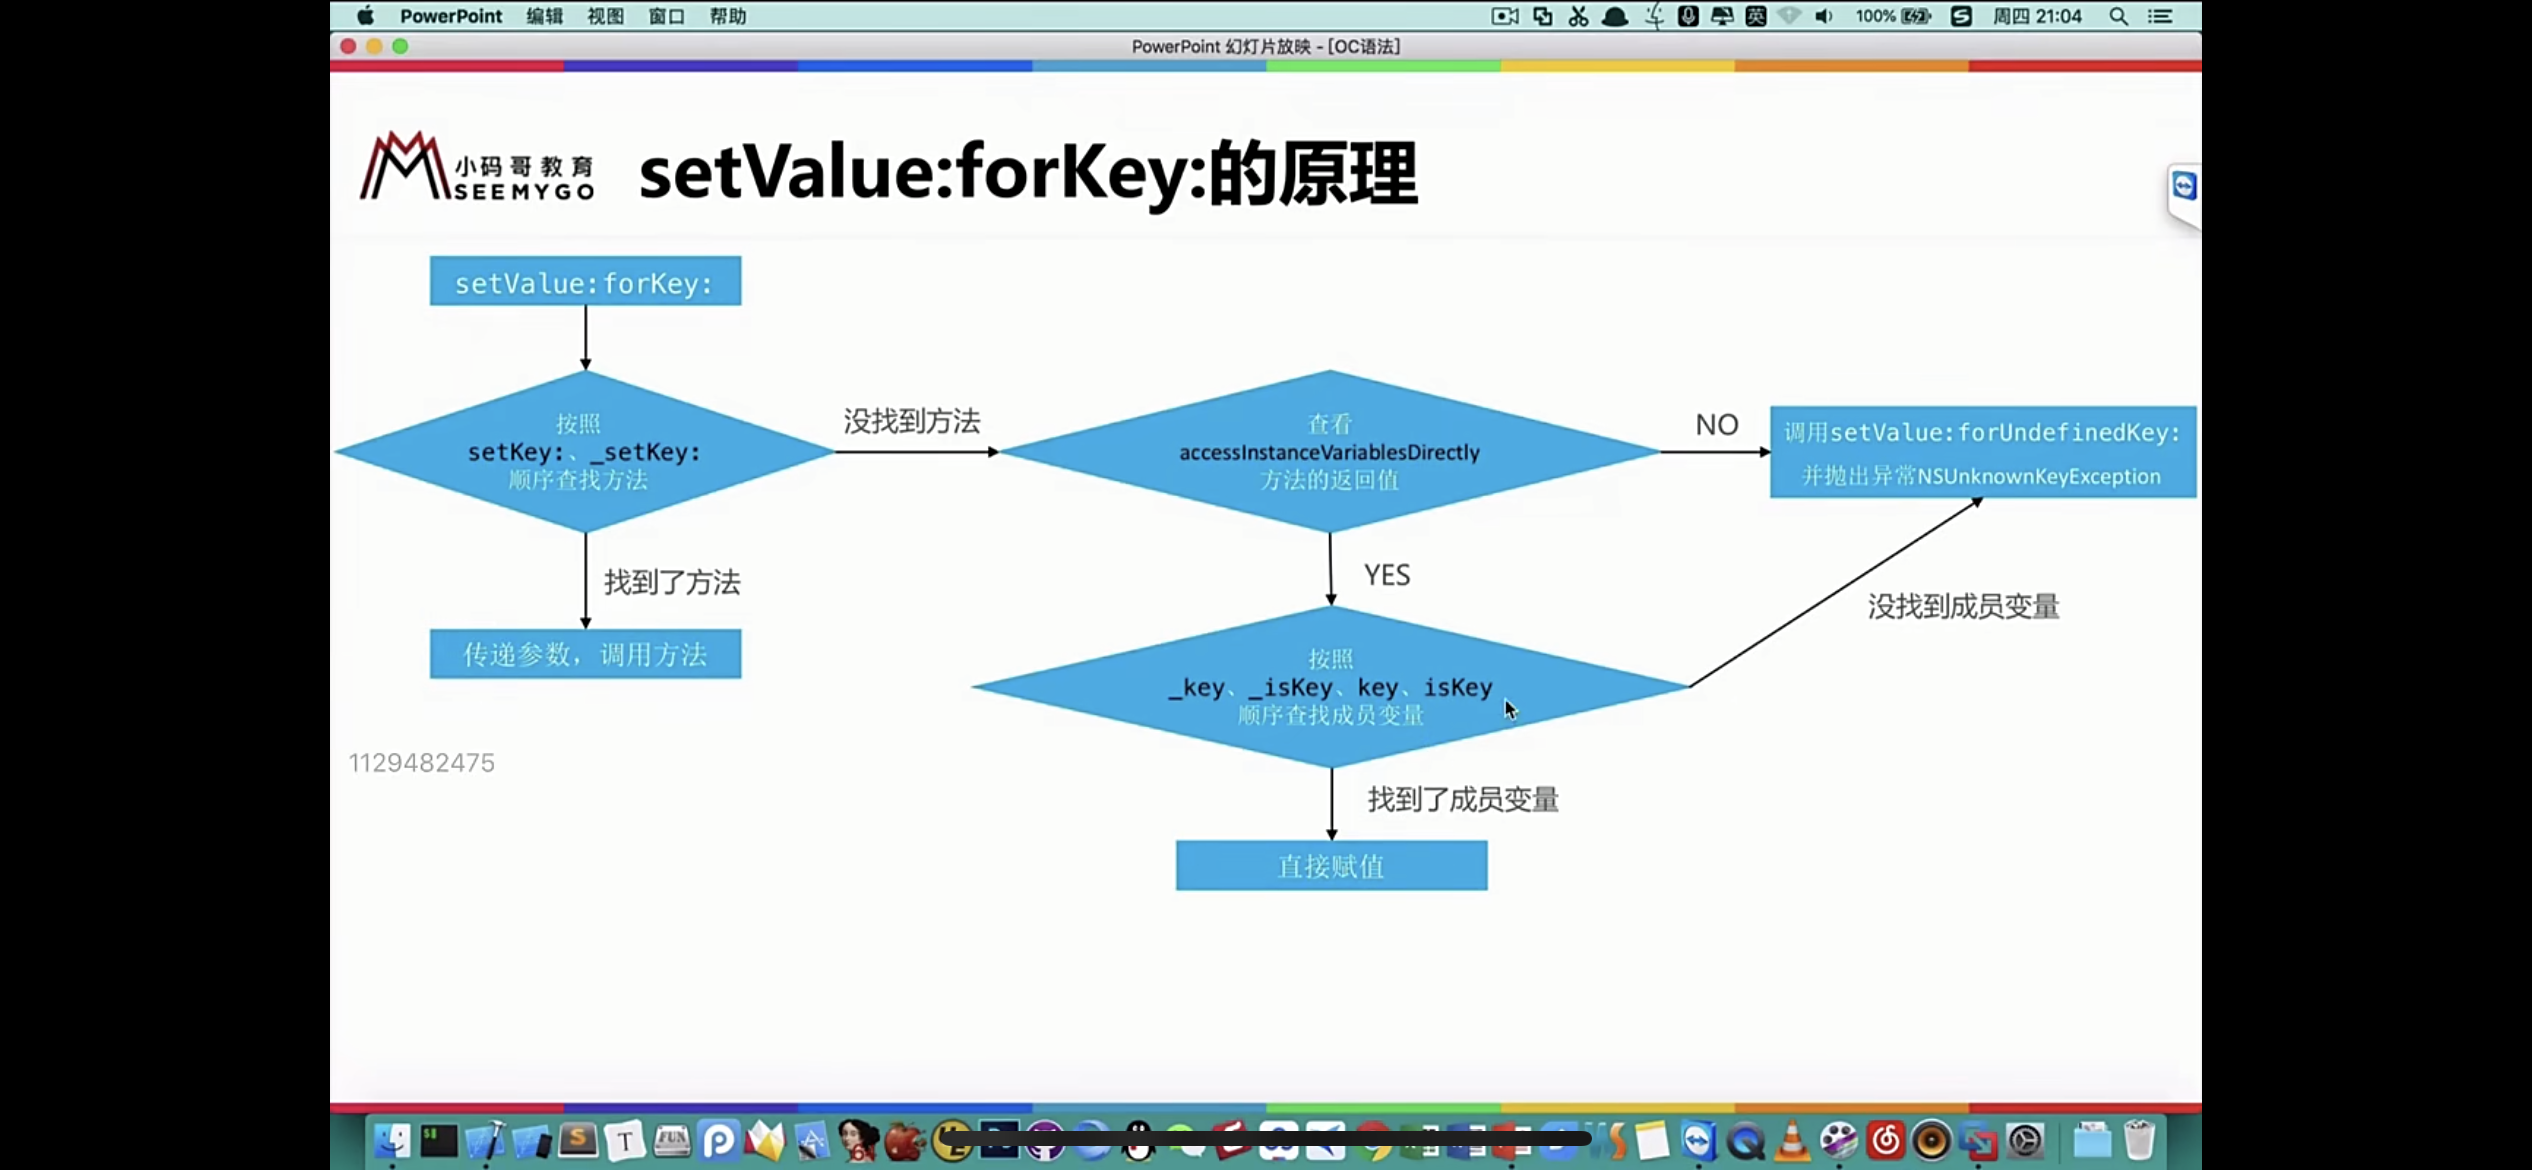 PowerPoint 编辑 视图 窗口 帮助
英 100% 周四 21:04
PowerPoint 幻灯片放映 - [OC语法]
小码哥教育
SEEMYGO
setValue:forKey:的原理
setValue:forKey:
按照
setKey:、_setKey:
顺序查找方法
没找到方法
查看
accessInstanceVariablesDirectly
方法的返回值
NO
调用setValue:forUndefinedKey:
并抛出异常NSUnknownKeyException
找到了方法
YES
没找到成员变量
传递参数，调用方法
按照
_key、_isKey、key、isKey
顺序查找成员变量
1129482475
找到了成员变量
直接赋值